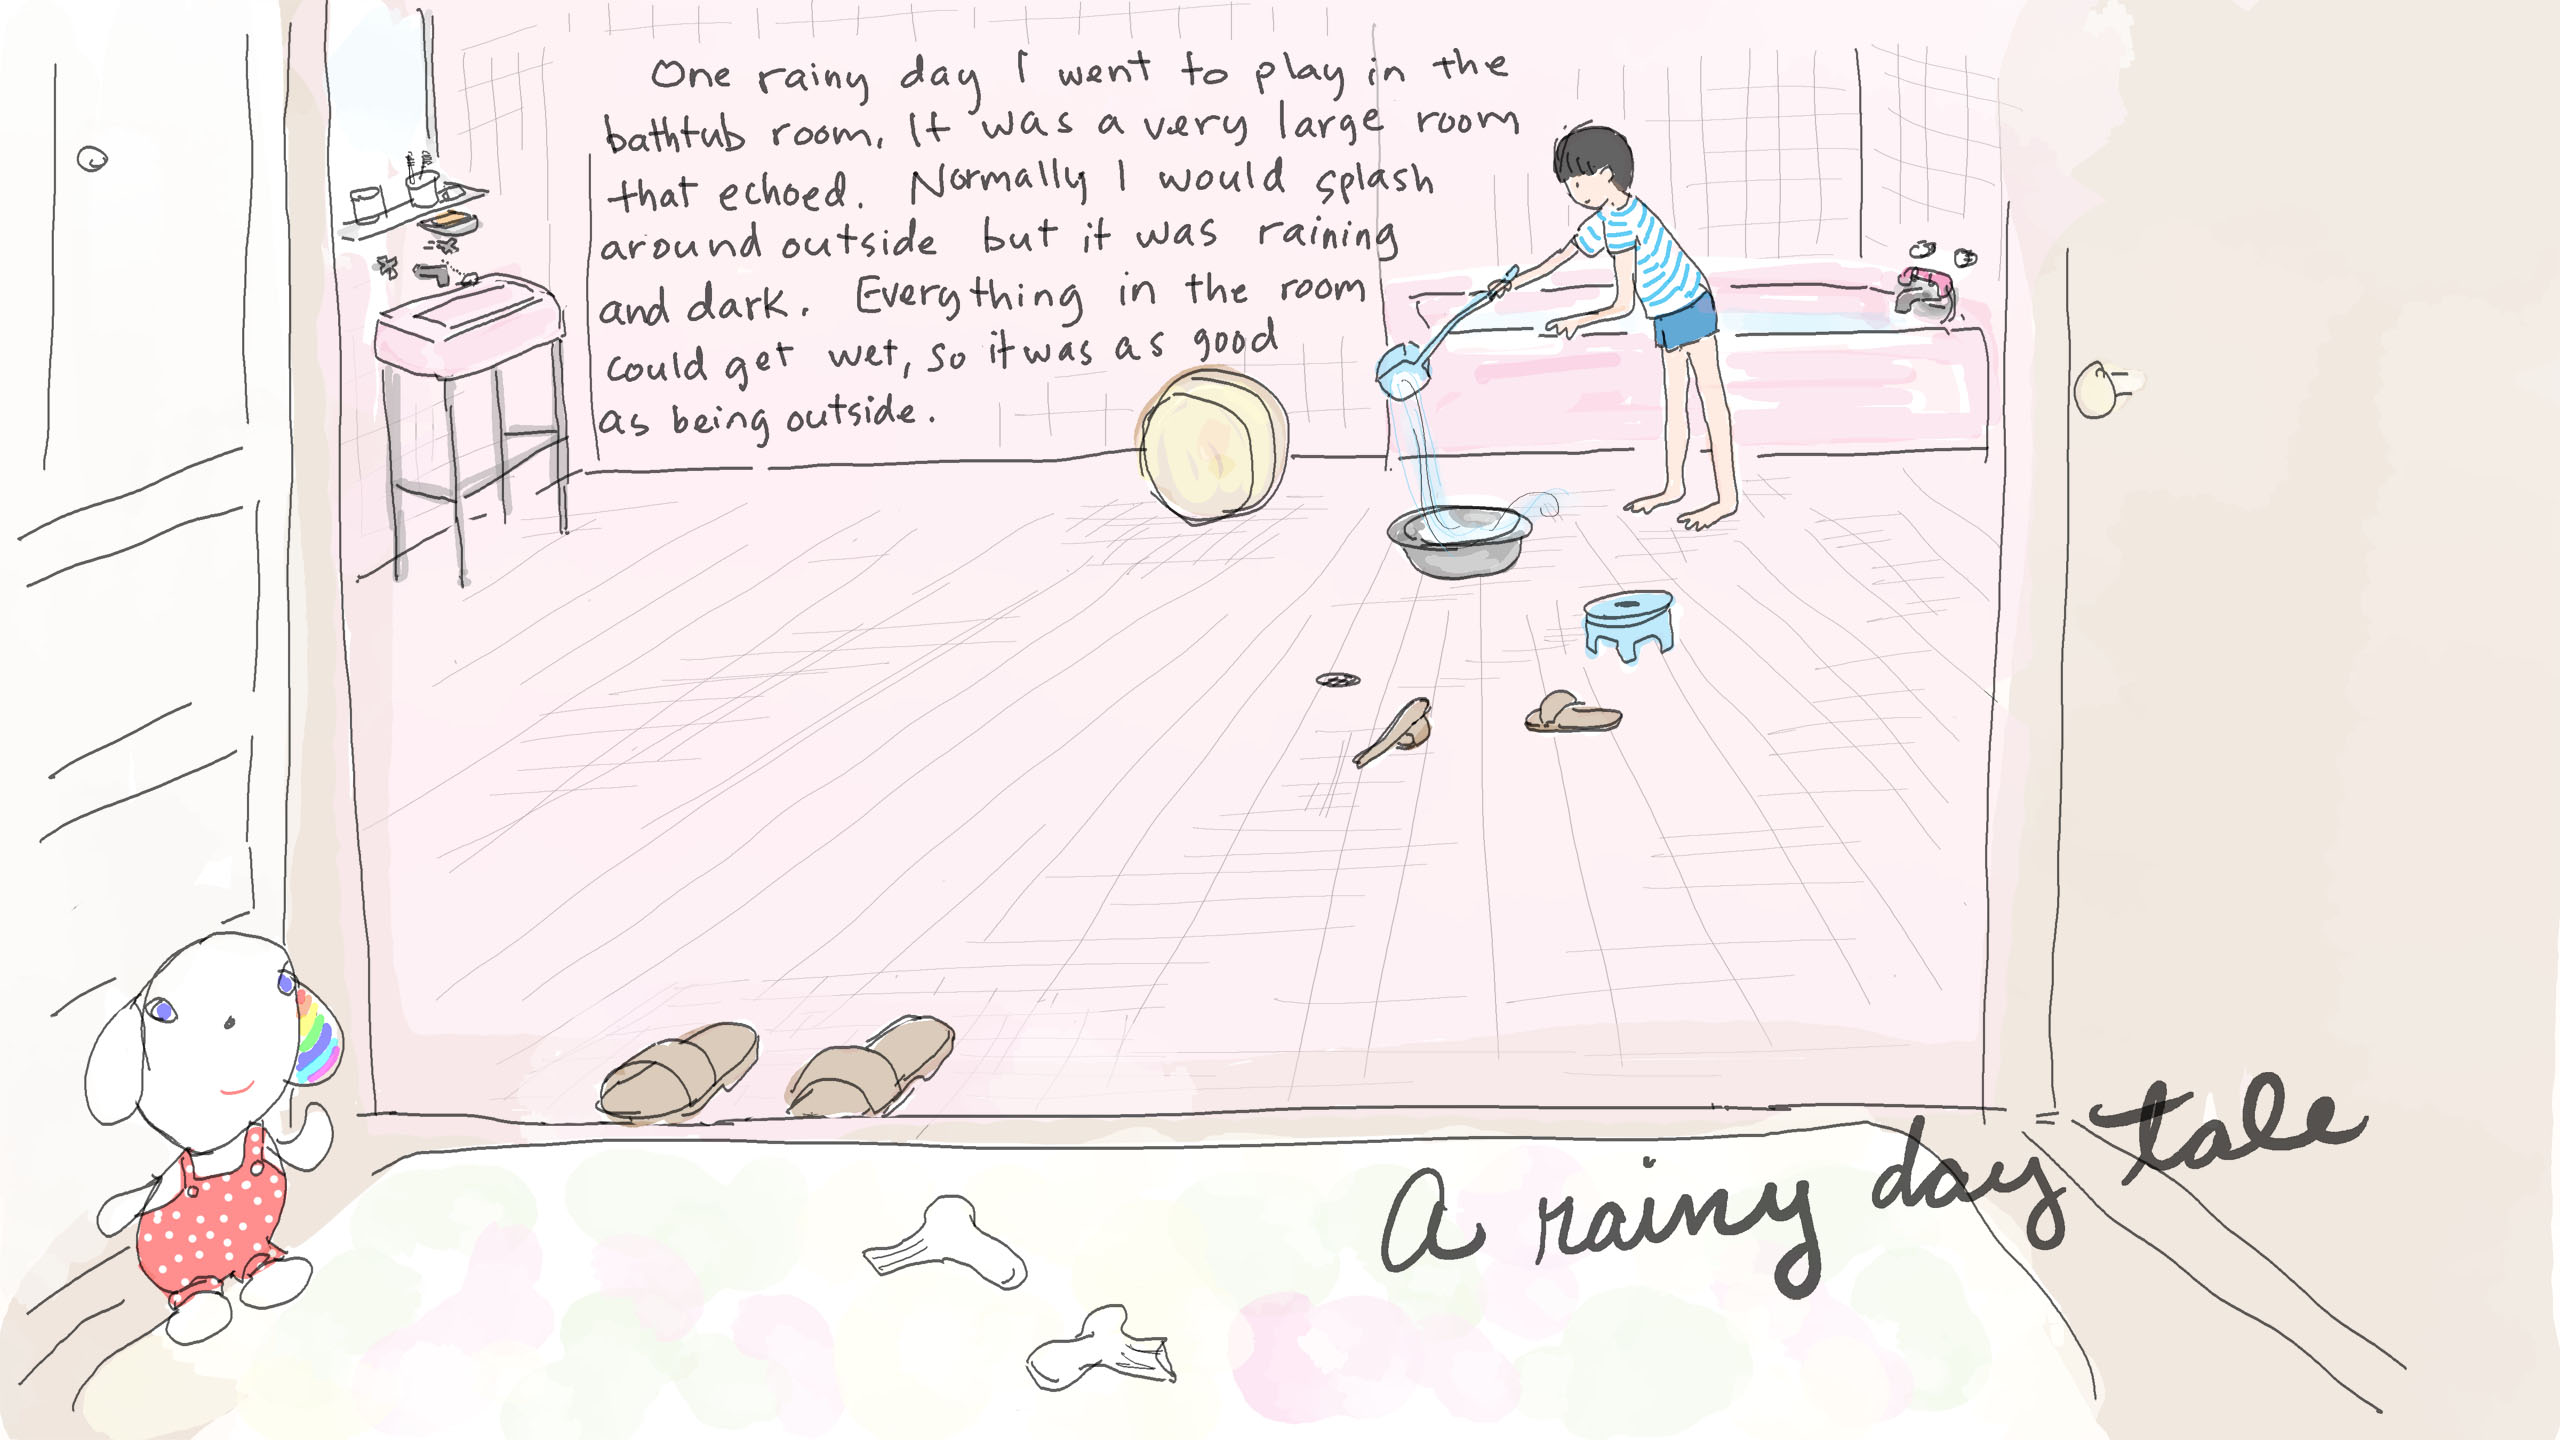 One rainy day I went to play in the
bathtub room. It was a very large room
that echoed. Normally I would splash
around outside but it was raining
and dark. Everything in the room
could get wet, so it was as good
as being outside.
A rainy day tale